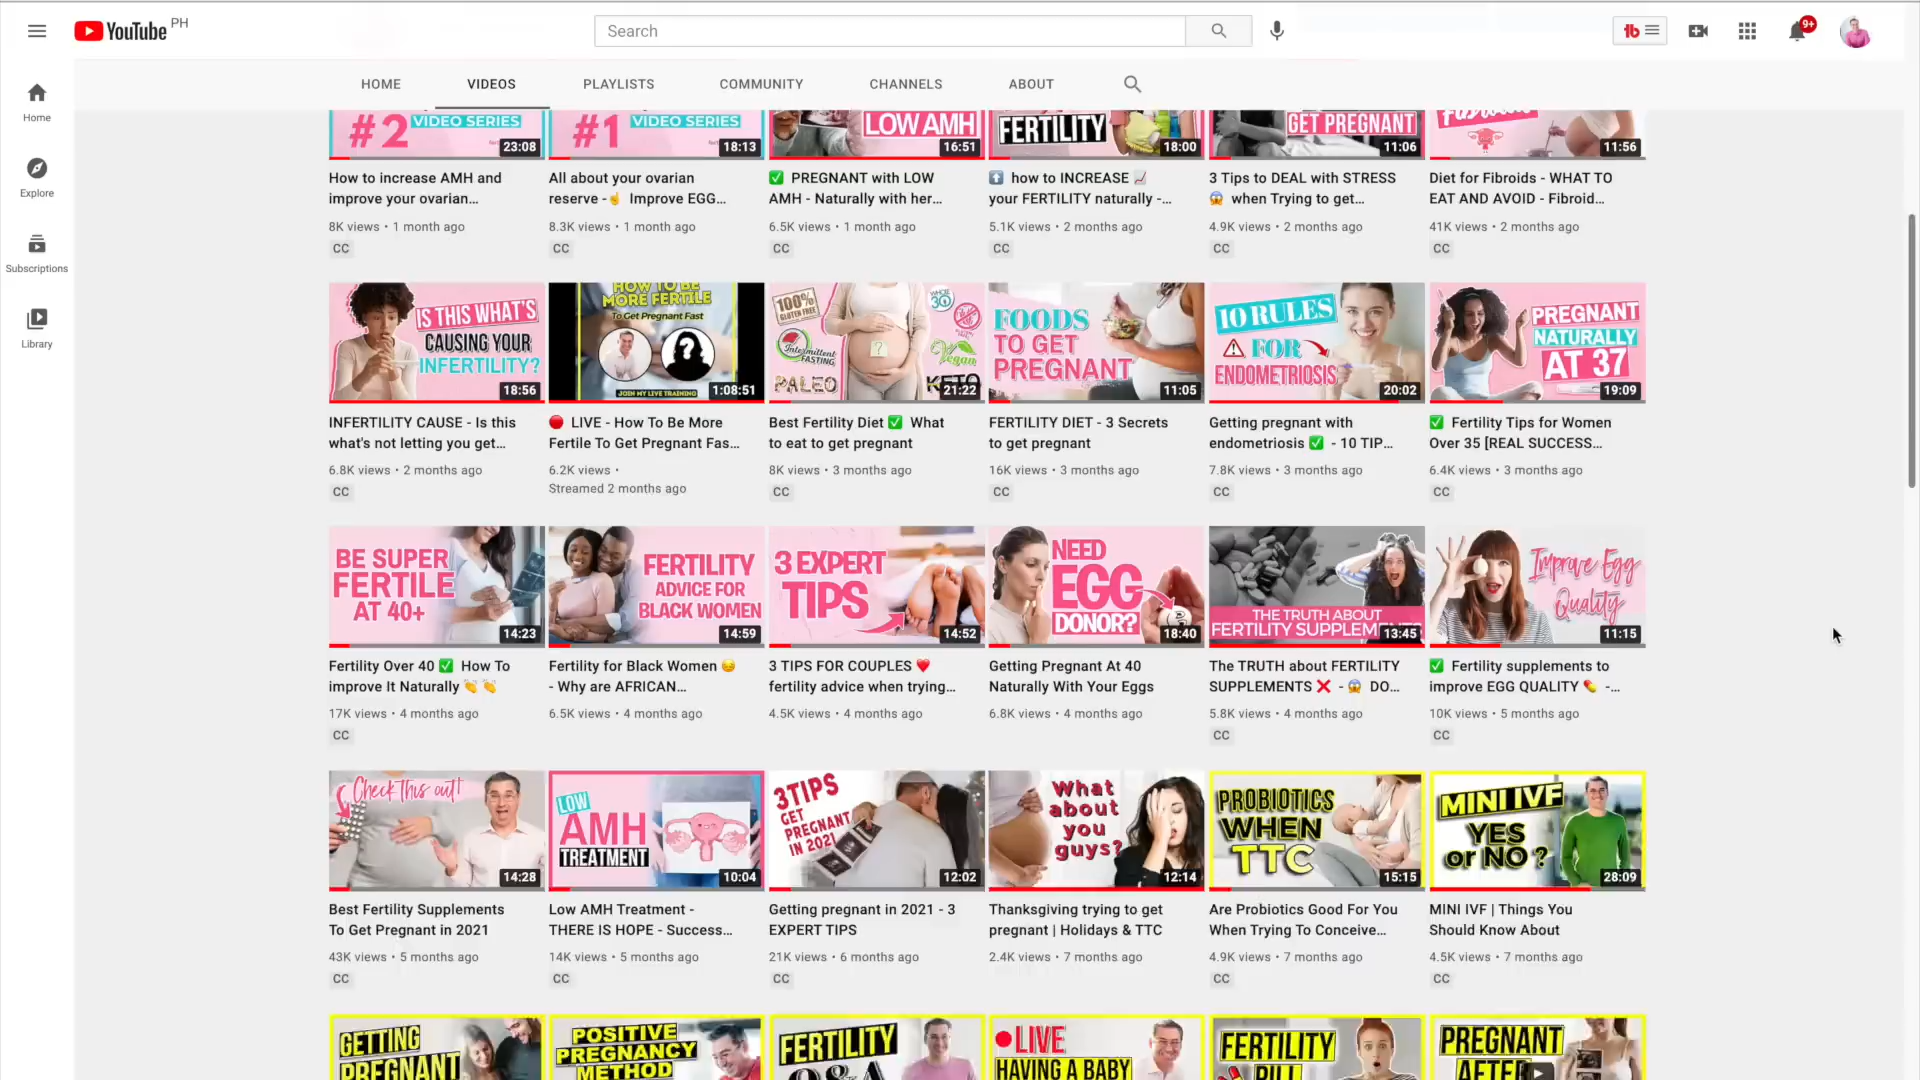 YouTube PH
Search
9+
HOME
VIDEOS
PLAYLISTS
COMMUNITY
CHANNELS
ABOUT
Home
Explore
Subscriptions
Library
#2 VIDEO SERIES
23:08
#1 VIDEO SERIES
18:13
LOW AMH
16:51
FERTILITY
18:00
GET PREGNANT
11:06
11:56
How to increase AMH and
improve your ovarian...
8K views • 1 month ago
CC
All about your ovarian
reserve -☝ Improve EGG...
8.3K views • 1 month ago
CC
✅ PREGNANT with LOW
AMH - Naturally with her...
6.5K views • 1 month ago
CC
⬆️ how to INCREASE 📈
your FERTILITY naturally -...
5.1K views • 2 months ago
CC
3 Tips to DEAL with STRESS
😱 when Trying to get...
4.9K views • 2 months ago
CC
Diet for Fibroids - WHAT TO
EAT AND AVOID - Fibroid...
41K views • 2 months ago
CC
IS THIS WHAT'S
CAUSING YOUR
INFERTILITY?
18:56
HOW TO BE
MORE FERTILE
To Get Pregnant Fast
JOIN MY LIVE TRAINING
1:08:51
100%
GLUTEN FREE
WHOLE
30
Intermittent
FASTING
Vegan
PALEO
KETO
21:22
FOODS
TO GET
PREGNANT
11:05
10 RULES
FOR
ENDOMETRIOSIS
20:02
PREGNANT
NATURALLY
AT 37
19:09
INFERTILITY CAUSE - Is this
what's not letting you get...
6.8K views • 2 months ago
CC
🔴 LIVE - How To Be More
Fertile To Get Pregnant Fas...
6.2K views •
Streamed 2 months ago
Best Fertility Diet ✅ What
to eat to get pregnant
8K views • 3 months ago
CC
FERTILITY DIET - 3 Secrets
to get pregnant
16K views • 3 months ago
CC
Getting pregnant with
endometriosis ✅ - 10 TIP...
7.8K views • 3 months ago
CC
✅ Fertility Tips for Women
Over 35 [REAL SUCCESS...
6.4K views • 3 months ago
CC
BE SUPER
FERTILE
AT 40+
14:23
FERTILITY
ADVICE FOR
BLACK WOMEN
14:59
3 EXPERT
TIPS
14:52
NEED
EGG
DONOR?
18:40
THE TRUTH ABOUT
FERTILITY SUPPLEM
13:45
Improve Egg
Quality
11:15
Fertility Over 40 ✅ How To
improve It Naturally 👏👏
17K views • 4 months ago
CC
Fertility for Black Women 😊
- Why are AFRICAN...
6.5K views • 4 months ago
3 TIPS FOR COUPLES ❤️
fertility advice when trying...
4.5K views • 4 months ago
Getting Pregnant At 40
Naturally With Your Eggs
6.8K views • 4 months ago
The TRUTH about FERTILITY
SUPPLEMENTS ❌ - 😱 DO...
5.8K views • 4 months ago
CC
✅ Fertility supplements to
improve EGG QUALITY 💊 -...
10K views • 5 months ago
CC
Check this out!
14:28
LOW
AMH
TREATMENT
10:04
3 TIPS
GET
PREGNANT
IN 2021
12:02
What
about
you
guys?
12:14
PROBIOTICS
WHEN
TTC
15:15
MINI IVF
YES
or NO?
28:09
Best Fertility Supplements
To Get Pregnant in 2021
43K views • 5 months ago
CC
Low AMH Treatment -
THERE IS HOPE - Success...
14K views • 5 months ago
CC
Getting pregnant in 2021 - 3
EXPERT TIPS
21K views • 6 months ago
CC
Thanksgiving trying to get
pregnant | Holidays & TTC
2.4K views • 7 months ago
Are Probiotics Good For You
When Trying To Conceive...
4.9K views • 7 months ago
CC
MINI IVF | Things You
Should Know About
4.5K views • 7 months ago
CC
GETTING
PREGNANT
POSITIVE
PREGNANCY
METHOD
FERTILITY
Q&A
LIVE
HAVING A BABY
FERTILITY
PILL
PREGNANT
AFTER